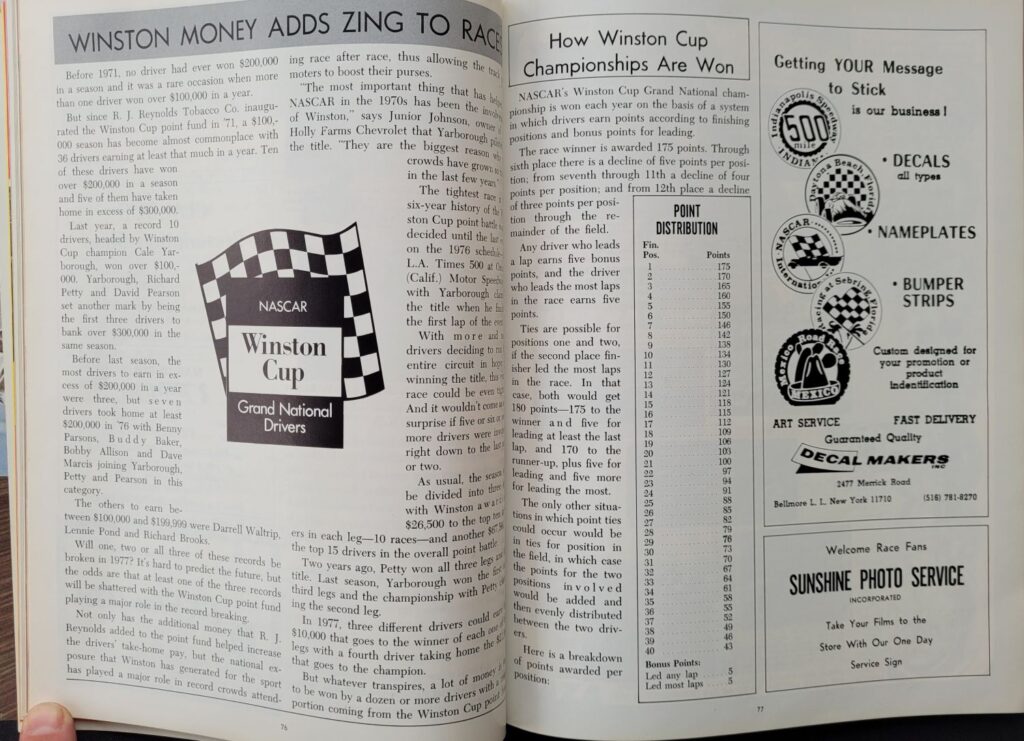 WINSTON MONEY ADDS ZING TO RACES
Before 1971, no driver had ever won $200,000
in a season and it was a rare occasion when more
than one driver won over $100,000 in a year.
But since R. J. Reynolds Tobacco Co. inaugu-
rated the Winston Cup point fund in '71, a $100,-
000 season has become almost commonplace with
36 drivers earning at least that much in a year. Ten
of these drivers have won
over $200,000 in a season
and five of them have taken
home in excess of $300,000.
Last year, a record 10
drivers, headed by Winston
Cup champion Cale Yar-
borough, won over $100,-
000. Yarborough, Richard
Petty and David Pearson
set another mark by being
the first three drivers to
bank over $300,000 in the
same season.
Before last season, the
most drivers to earn in ex-
cess of $200,000 in a year
were three, but seven
drivers took home at least
$200,000 in '76 with Benny
Parsons, Buddy Baker,
Bobby Allison and Dave
Marcis joining Yarborough,
Petty and Pearson in this
category.
The others to earn be-
tween $100,000 and $199,999 were Darrell Waltrip,
Lennie Pond and Richard Brooks.
Will one, two or all three of these records be
broken in 1977? It's hard to predict the future, but
the odds are that at least one of the three records
will be shattered with the Winston Cup point fund
playing a major role in the record breaking.
Not only has the additional money that R. J.
Reynolds added to the point fund helped increase
the drivers' take-home pay, but the national ex-
posure that Winston has generated for the sport
has played a major role in record crowds attend-
ing race after race, thus allowing the track
moters to boost their purses.
"The most important thing that has
NASCAR in the 1970s has been the
of Winston," says Junior Johnson, owner
Holly Farms Chevrolet that Yarborough
the title. "They are the biggest reason
crowds have grown
in the last few years."
The tightest race
six-year history of the
ston Cup point battle
decided until the
on the 1976
L.A. Times 500 at
(Calif.) Motor
with Yarborough
the title when he
the first lap of the
With more and
drivers deciding to
entire circuit in
winning the title,
race could be even
And it wouldn't come
surprise if five or six
more drivers were
right down to the
or two.
As usual, the season
be divided into three
with Winston
$26,500 to the top ten
ers in each leg—10 races—and another
the top 15 drivers in the overall point battle
Two years ago, Petty won all three legs
title. Last season, Yarborough won the first
third legs and the championship with Petty
ing the second leg.
In 1977, three different drivers could
$10,000 that goes to the winner of each
legs with a fourth driver taking home the
that goes to the champion.
But whatever transpires, a lot of money
to be won by a dozen or more drivers with a
portion coming from the Winston Cup point
NASCAR
Winston
Cup
Grand National
Drivers
76
How Winston Cup
Championships Are Won
NASCAR's Winston Cup Grand National cham-
pionship is won each year on the basis of a system
in which drivers earn points according to finishing
positions and bonus points for leading.
The race winner is awarded 175 points. Through
sixth place there is a decline of five points per posi-
tion; from seventh through 11th a decline of four
points per position; and from 12th place a decline
of three points per posi-
tion through the re-
mainder of the field.
Any driver who leads
a lap earns five bonus
points, and the driver
who leads the most laps
in the race earns five
points.
Ties are possible for
positions one and two,
if the second place fin-
isher led the most laps
in the race. In that
case, both would get
180 points—175 to the
winner and five for
leading at least the last
lap, and 170 to the
runner-up, plus five for
leading and five more
for leading the most.
The only other situa-
tions in which point ties
could occur would be
in ties for position in
the field, in which case
the points for the two
positions involved
would be added and
then evenly distributed
between the two driv-
ers.
Here is a breakdown
of points awarded per
position:
POINT
DISTRIBUTION
Fin.
Pos. Points
1 175
2 170
3 165
4 160
5 155
6 150
7 146
8 142
9 138
10 134
11 130
12 127
13 124
14 121
15 118
16 115
17 112
18 109
19 106
20 103
21 100
22 97
23 94
24 91
25 88
26 85
27 82
28 79
29 76
30 73
31 70
32 67
33 64
34 61
35 58
36 55
37 52
38 49
39 46
40 43
Bonus Points:
Led any lap 5
Led most laps 5
Getting YOUR Message
to Stick
is our business!
Indianapolis Speedway
500
mile
INDIANA
Daytona Beach Florida
NASCAR
International
Racing at Sebring Florida
Mexico Road Race
MEXICO
• DECALS
all types
• NAMEPLATES
• BUMPER
STRIPS
Custom designed for
your promotion or
product
indentification
ART SERVICE FAST DELIVERY
Guaranteed Quality
DECAL MAKERS
INC
2477 Merrick Road
Bellmore L. I. New York 11710 (516) 781-8270
Welcome Race Fans
SUNSHINE PHOTO SERVICE
INCORPORATED
Take Your Films to the
Store With Our One Day
Service Sign
77